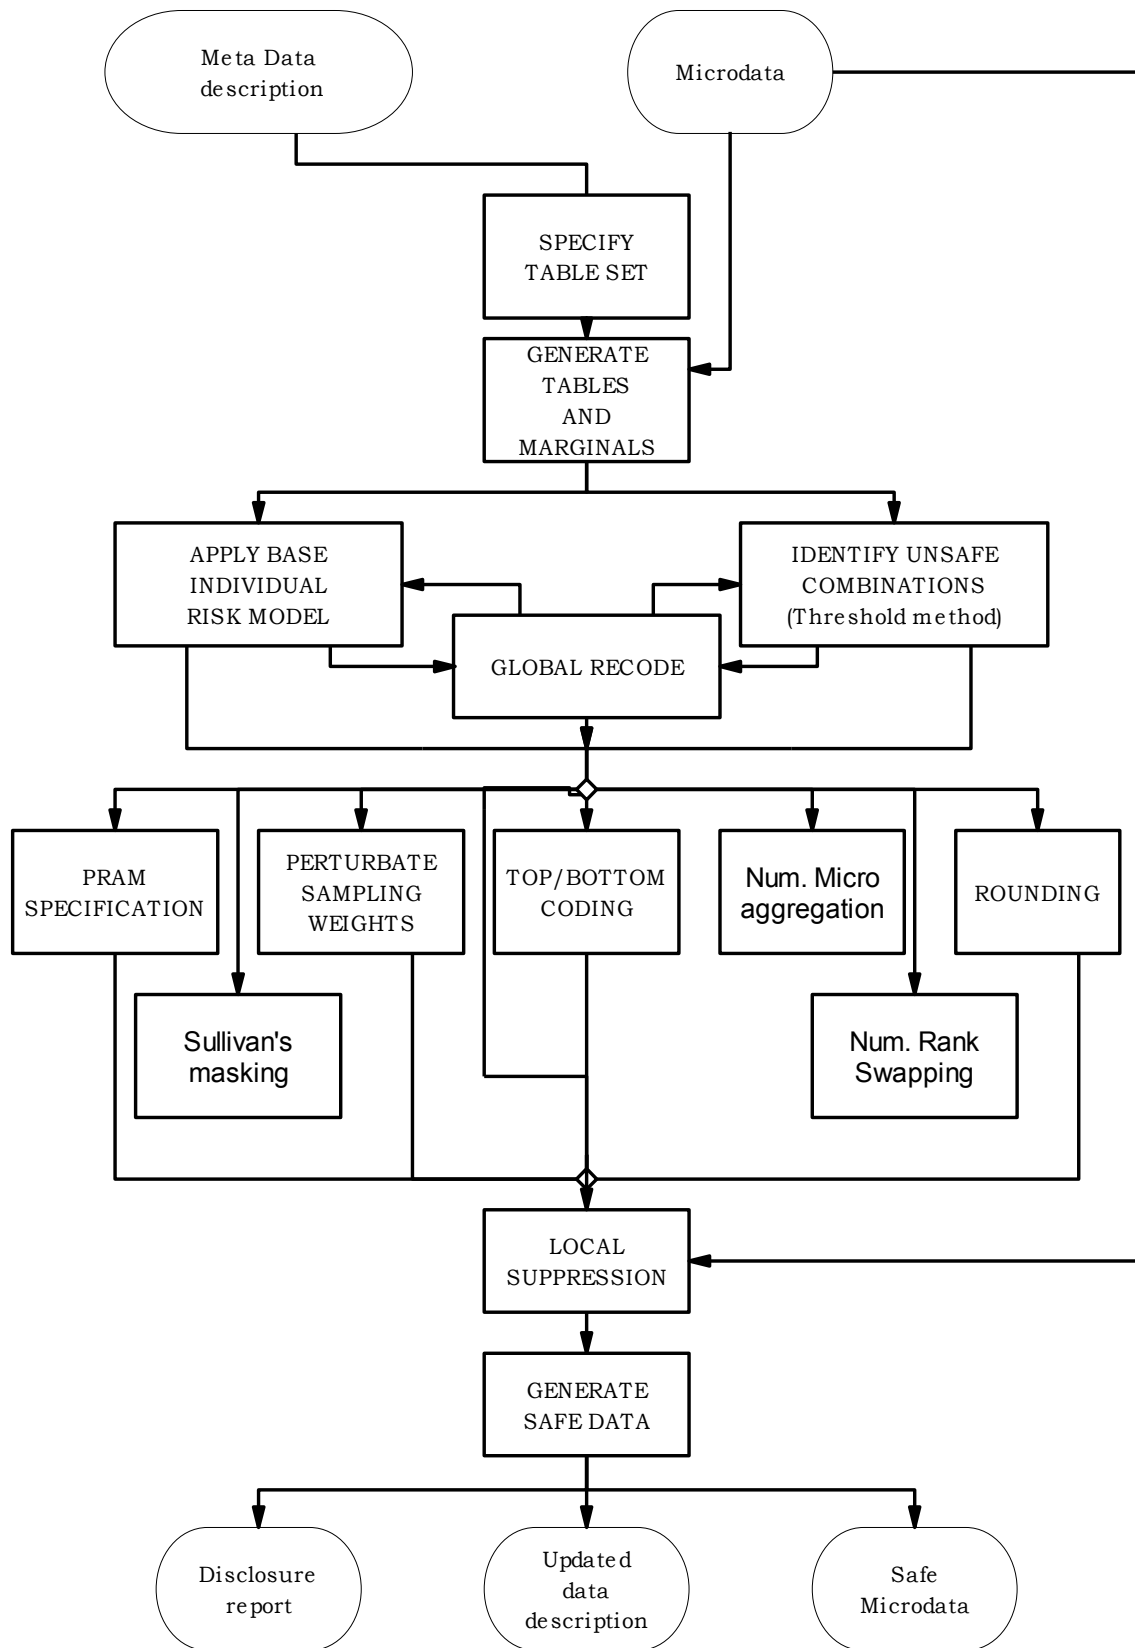 Meta Data
description
Microdata
SPECIFY
TABLE SET
GENERATE
TABLES
AND
MARGINALS
APPLY BASE
INDIVIDUAL
RISK MODEL
IDENTIFY UNSAFE
COMBINATIONS
(Threshold method)
GLOBAL RECODE
PRAM
SPECIFICATION
PERTURBATE
SAMPLING
WEIGHTS
TOP/BOTTOM
CODING
Num. Micro
aggregation
ROUNDING
Sullivan's
masking
Num. Rank
Swapping
LOCAL
SUPPRESSION
GENERATE
SAFE DATA
Disclosure
report
Updated
data
description
Safe
Microdata